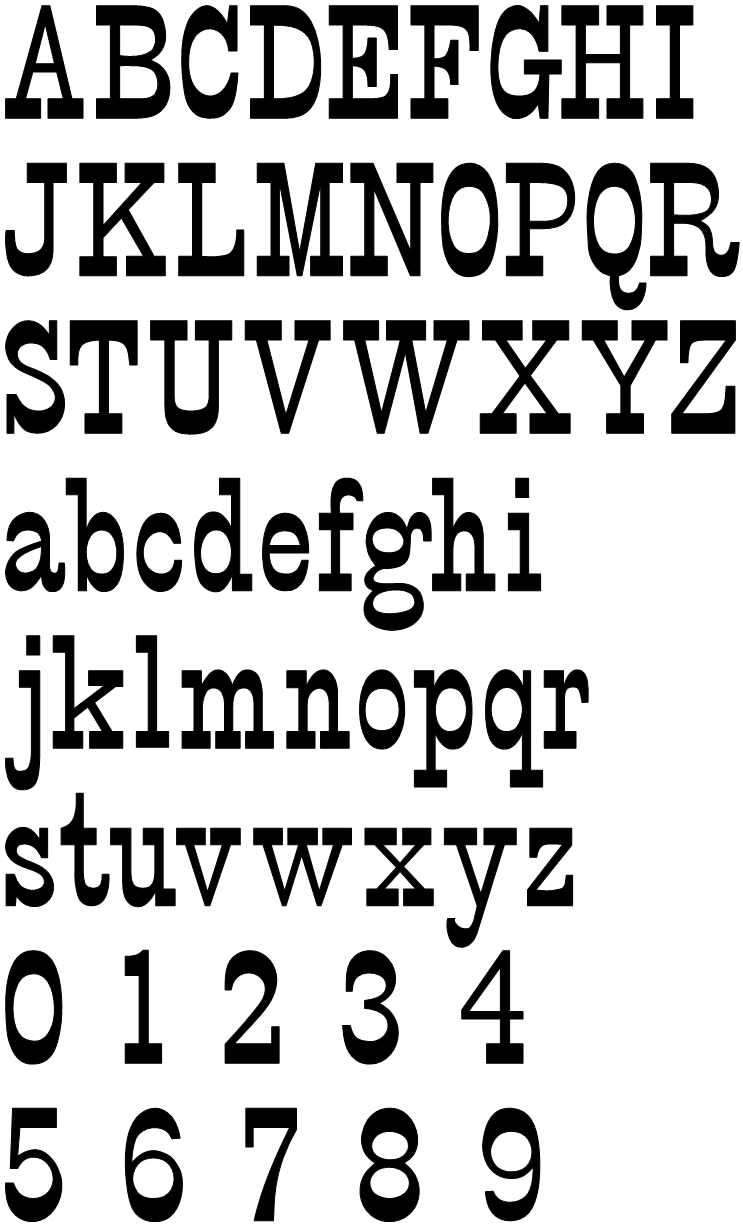 ABCDEFGHI
JKLMNOPQR
STUVWXYZ
abcdefghi
jklmnopqr
stuvwxyz
0 1 2 3 4
5 6 7 8 9